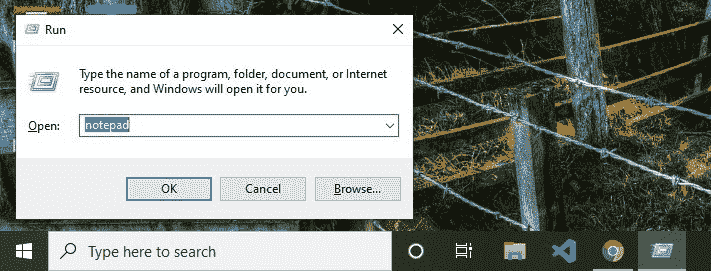 Run
Type the name of a program, folder, document, or Internet
resource, and Windows will open it for you.
Open:
notepad
OK
Cancel
Browse...
Type here to search